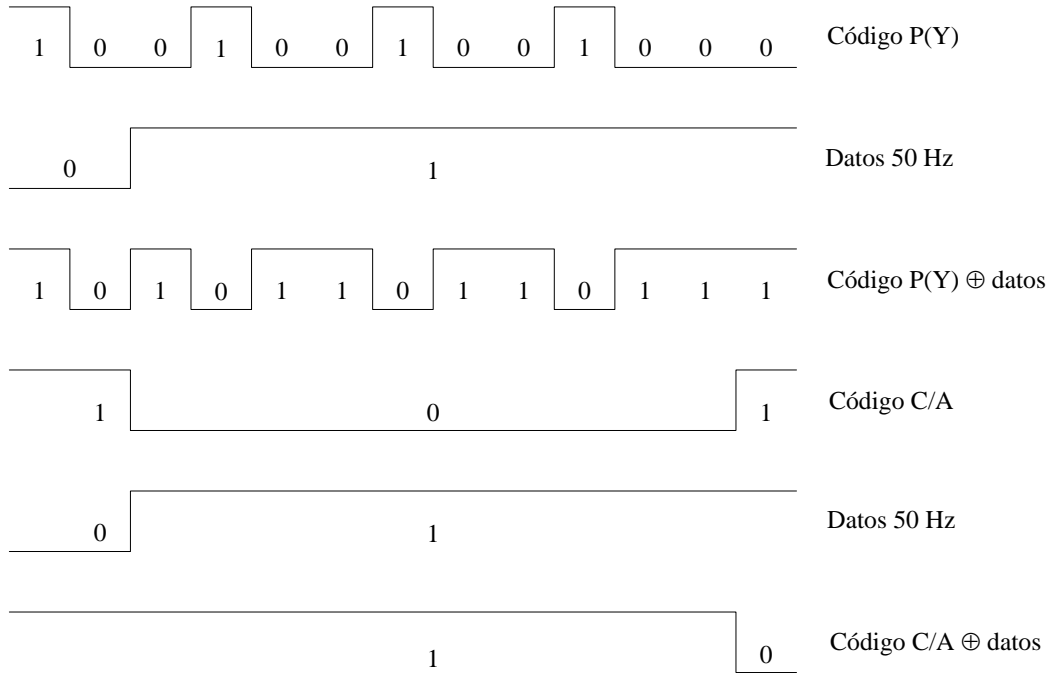 1 0 0 1 0 0 1 0 0 1 0 0 0 Código P(Y)
0 1 Datos 50 Hz
1 0 1 0 1 1 0 1 1 0 1 1 1 Código P(Y) ⊕ datos
1 0 1 Código C/A
0 1 Datos 50 Hz
1 0 Código C/A ⊕ datos